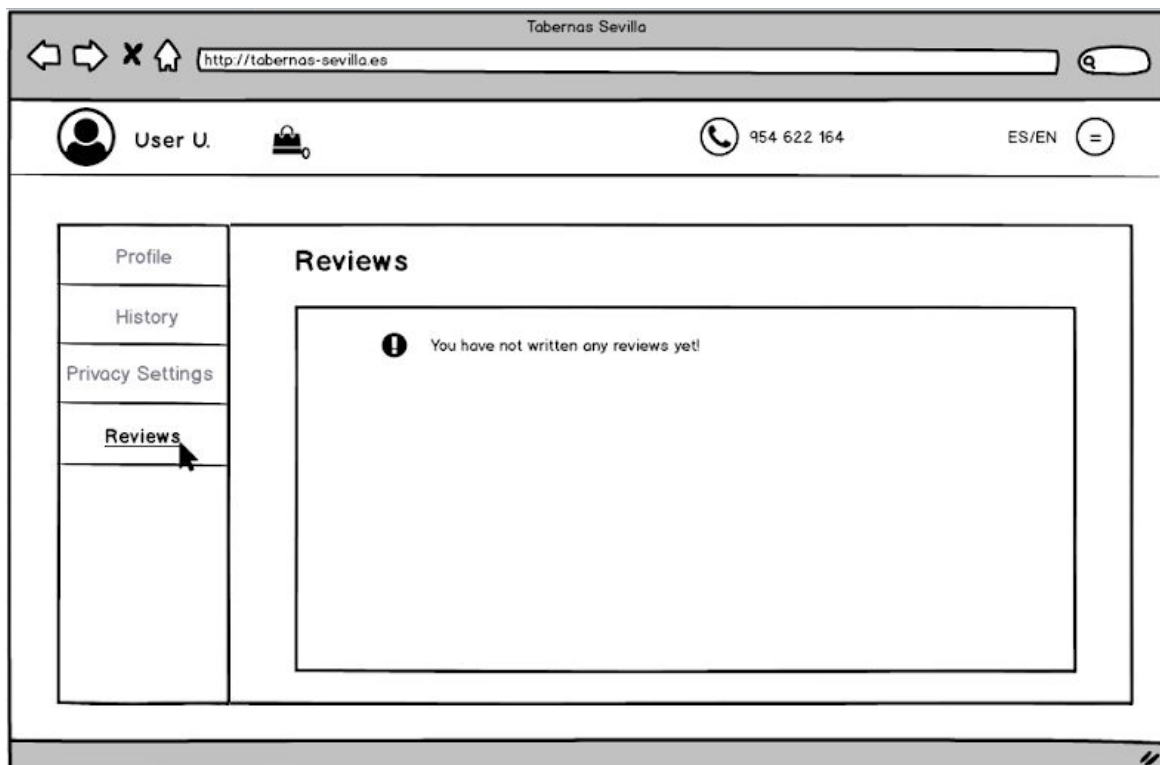 Tabernas Sevilla
http://tabernas-sevilla.es
User U.
0
954 622 164
ES/EN
=
Profile
History
Privacy Settings
Reviews
Reviews
You have not written any reviews yet!